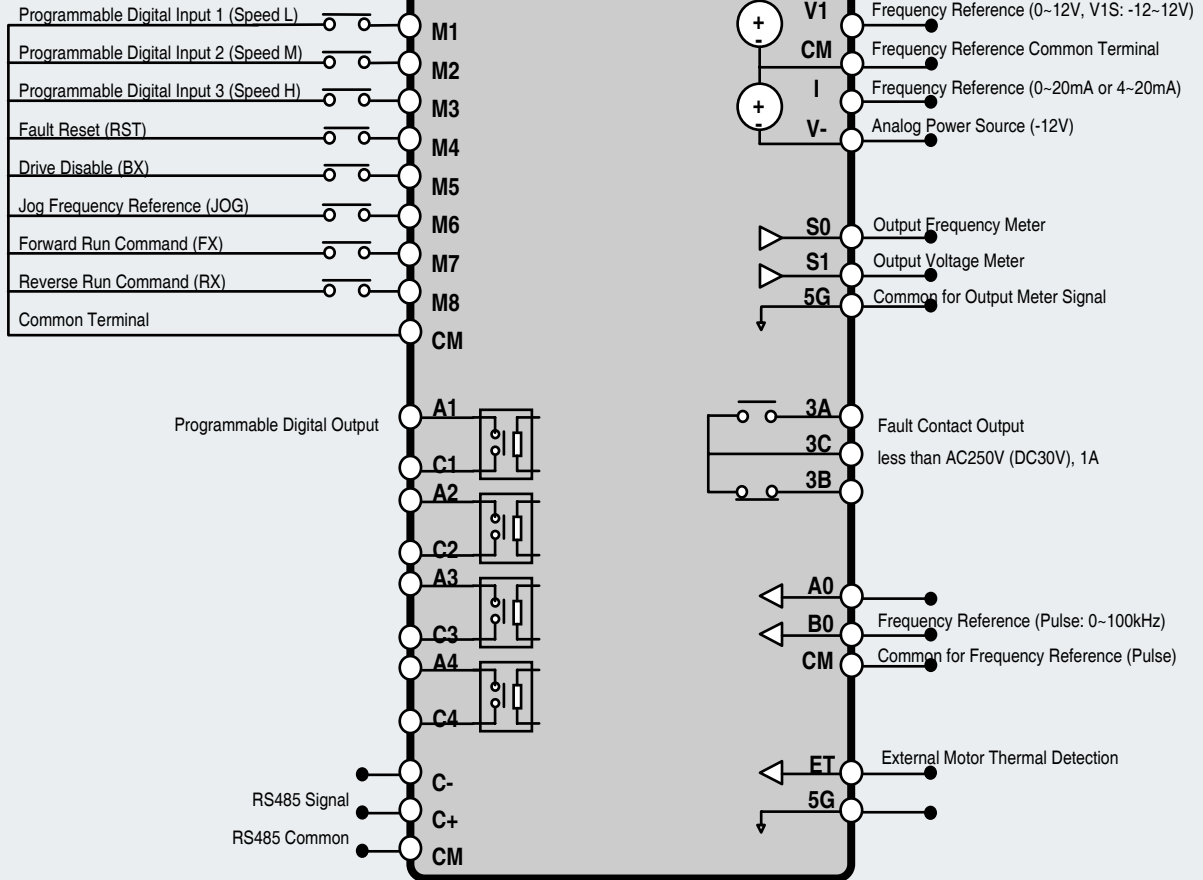 Programmable Digital Input 1 (Speed L)
M1
Programmable Digital Input 2 (Speed M)
M2
Programmable Digital Input 3 (Speed H)
M3
Fault Reset (RST)
M4
Drive Disable (BX)
M5
Jog Frequency Reference (JOG)
M6
Forward Run Command (FX)
M7
Reverse Run Command (RX)
M8
Common Terminal
CM
Programmable Digital Output
A1
C1
A2
C2
A3
C3
A4
C4
C-
RS485 Signal
C+
RS485 Common
CM
+
-
V1
Frequency Reference (0~12V, V1S: -12~12V)
CM
Frequency Reference Common Terminal
+
-
I
Frequency Reference (0~20mA or 4~20mA)
V-
Analog Power Source (-12V)
S0
Output Frequency Meter
S1
Output Voltage Meter
5G
Common for Output Meter Signal
3A
Fault Contact Output
3C
less than AC250V (DC30V), 1A
3B
A0
B0
Frequency Reference (Pulse: 0~100kHz)
CM
Common for Frequency Reference (Pulse)
ET
External Motor Thermal Detection
5G